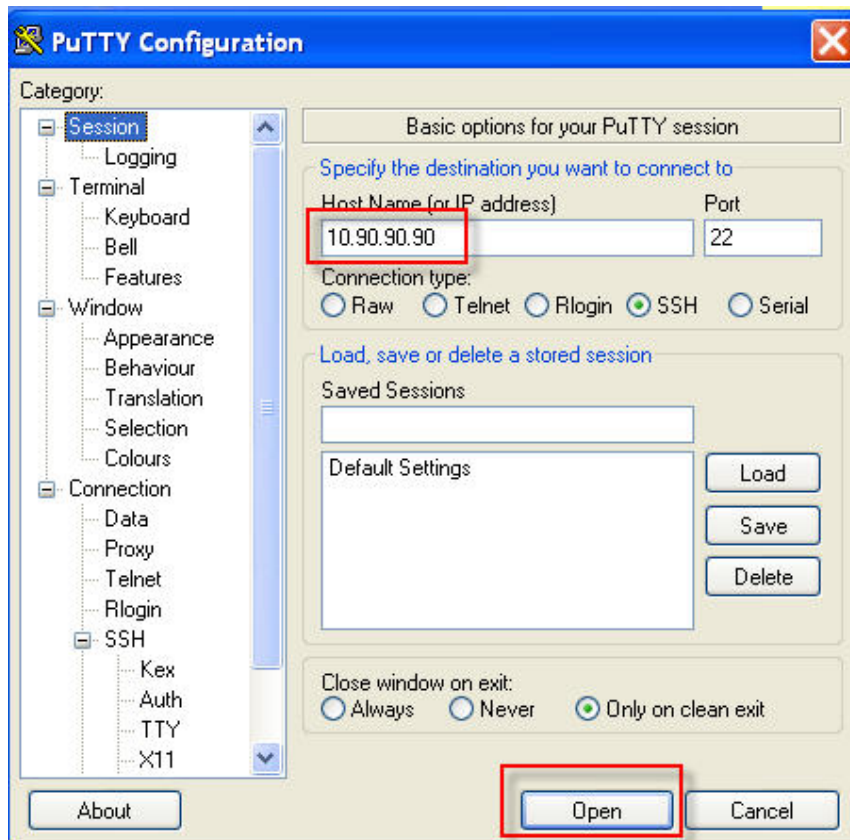 PuTTY Configuration
Category:
Session
Logging
Terminal
Keyboard
Bell
Features
Window
Appearance
Behaviour
Translation
Selection
Colours
Connection
Data
Proxy
Telnet
Rlogin
SSH
Kex
Auth
TTY
X11
Basic options for your PuTTY session
Specify the destination you want to connect to
Host Name (or IP address) Port
10.90.90.90 22
Connection type:
Raw Telnet Rlogin SSH Serial
Load, save or delete a stored session
Saved Sessions
Default Settings
Load
Save
Delete
Close window on exit:
Always Never Only on clean exit
About Open Cancel